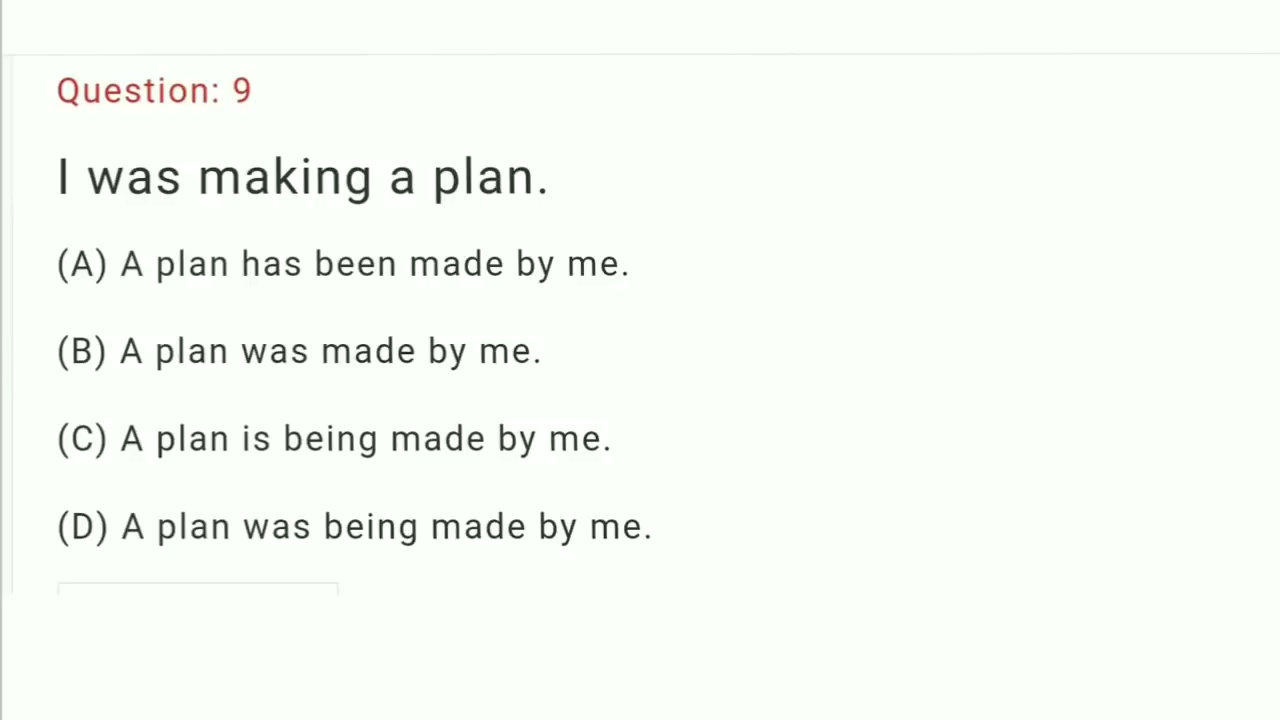 Question: 9
I was making a plan.
(A) A plan has been made by me.
(B) A plan was made by me.
(C) A plan is being made by me.
(D) A plan was being made by me.